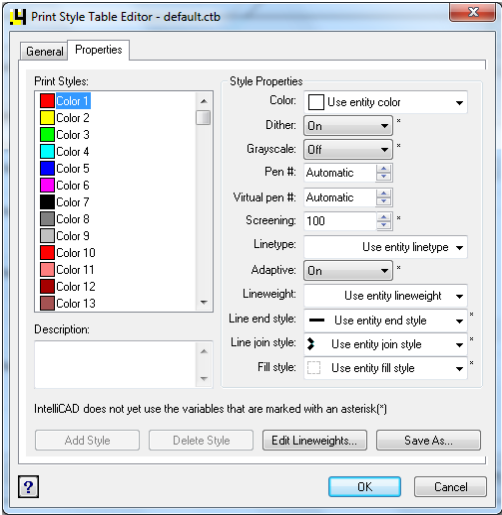 Print Style Table Editor - default.ctb
General
Properties
Print Styles:
Color 1
Color 2
Color 3
Color 4
Color 5
Color 6
Color 7
Color 8
Color 9
Color 10
Color 11
Color 12
Color 13
Description:
Style Properties
Color: Use entity color
Dither: On *
Grayscale: Off *
Pen #: Automatic
Virtual pen #: Automatic
Screening: 100 *
Linetype: Use entity linetype
Adaptive: On *
Lineweight: Use entity lineweight
Line end style: Use entity end style *
Line join style: Use entity join style *
Fill style: Use entity fill style *
IntelliCAD does not yet use the variables that are marked with an asterisk(*)
Add Style
Delete Style
Edit Lineweights...
Save As...
?
OK
Cancel